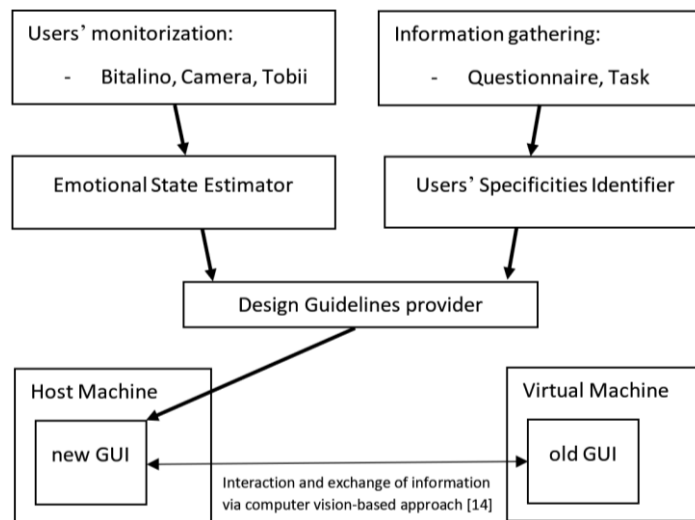 Users' monitorization:
- Bitalino, Camera, Tobii
Information gathering:
- Questionnaire, Task
Emotional State Estimator
Users' Specificities Identifier
Design Guidelines provider
Host Machine
new GUI
Virtual Machine
old GUI
Interaction and exchange of information
via computer vision-based approach [14]